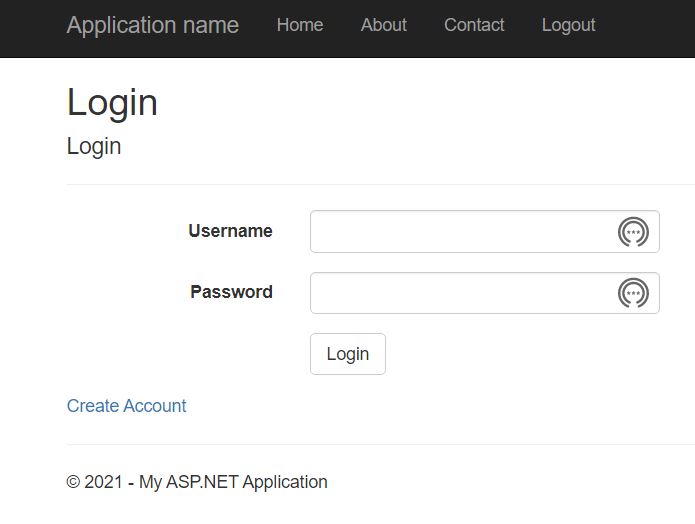 Application name Home About Contact Logout
Login
Login
Username
Password
Login
Create Account
© 2021 - My ASP.NET Application